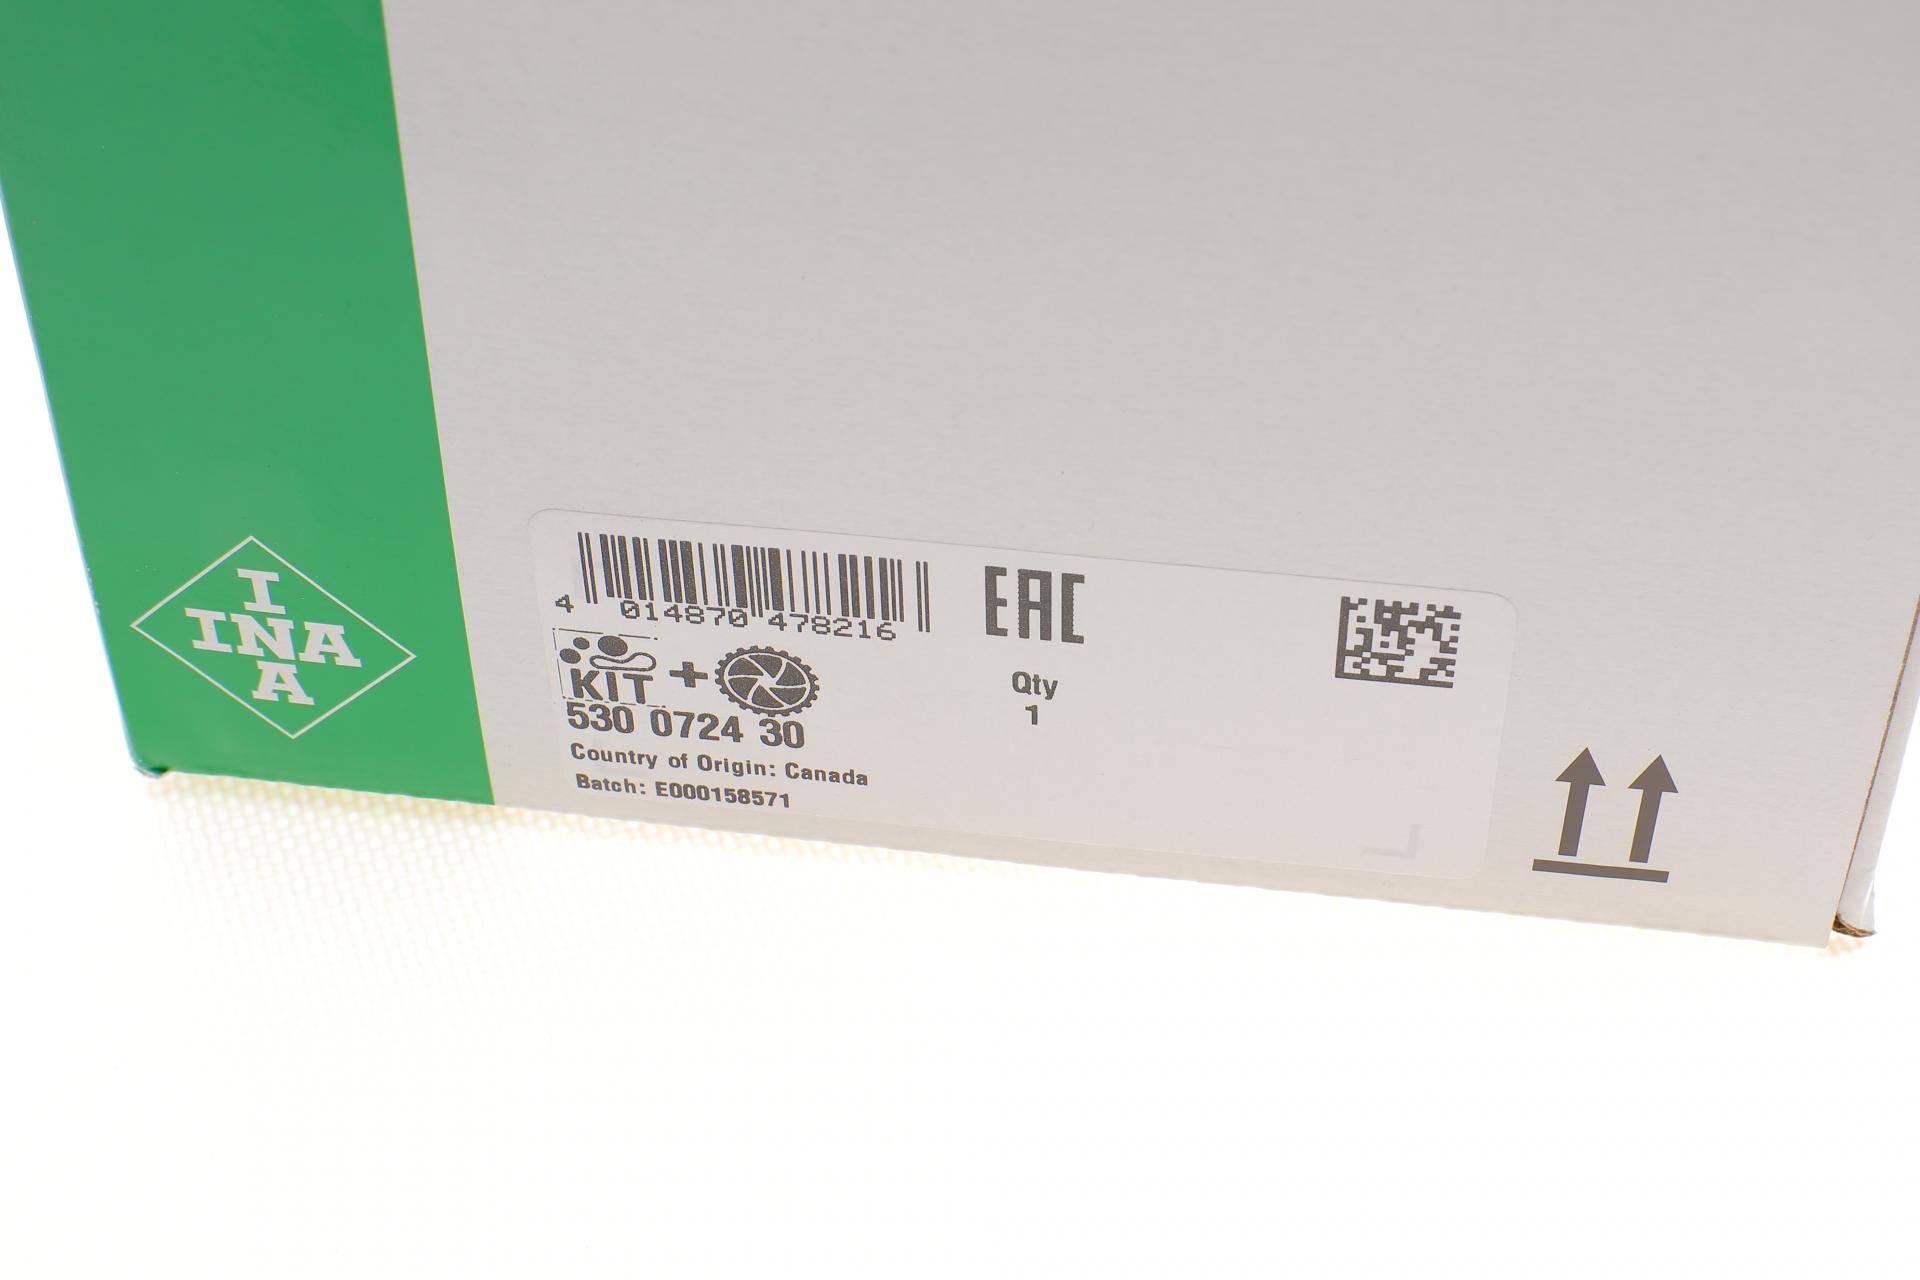 I
INA
A
4 014870 478216
EAC
KIT +
530 0724 30
Qty
1
Country of Origin: Canada
Batch: E000158571